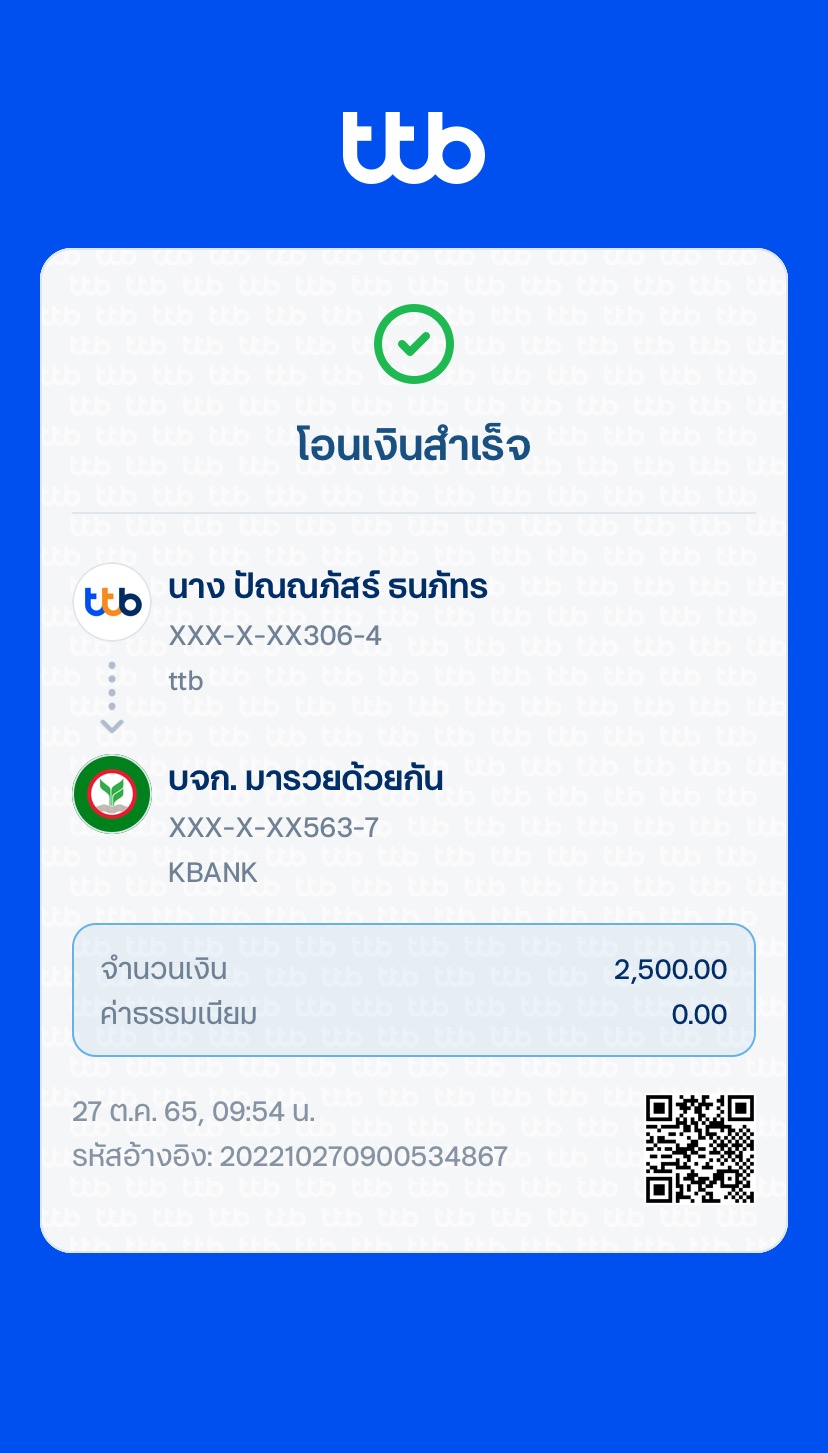 ttb
โอนเงินสำเร็จ
ttb
นาง ปัณณภัสร์ ธนภัทร
XXX-X-XX306-4
ttb
บจก. มารวยด้วยกัน
XXX-X-XX563-7
KBANK
จำนวนเงิน 2,500.00
ค่าธรรมเนียม 0.00
27 ต.ค. 65, 09:54 น.
รหัสอ้างอิง: 202210270900534867